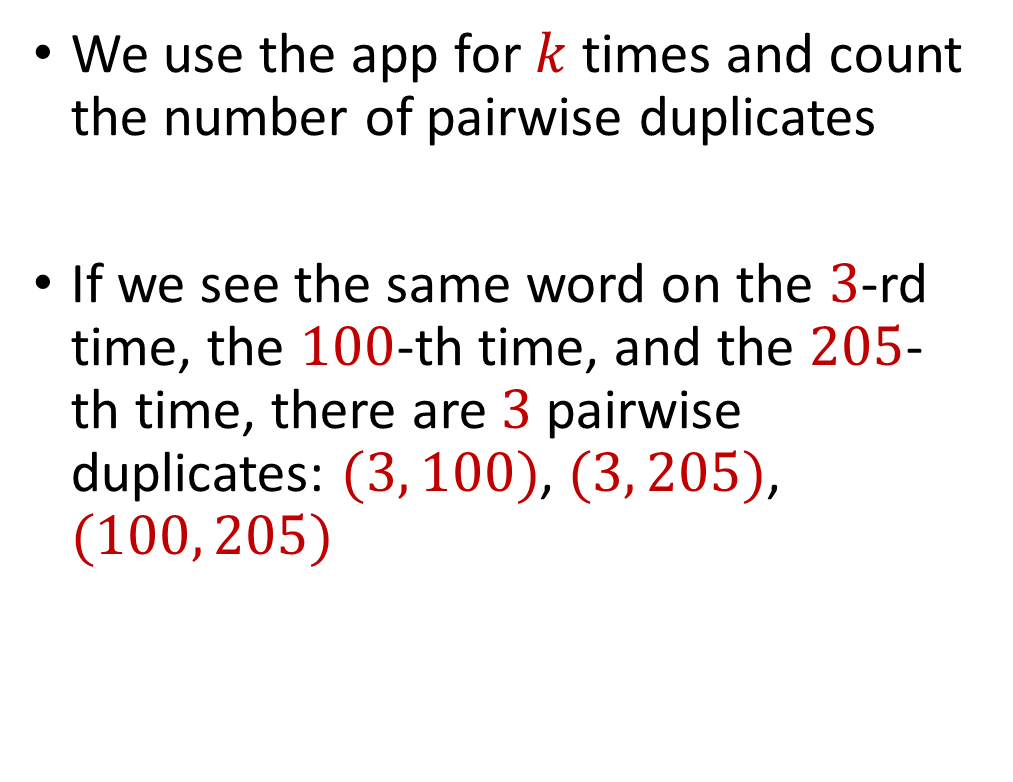 • We use the app for k times and count
the number of pairwise duplicates
• If we see the same word on the 3-rd
time, the 100-th time, and the 205-
th time, there are 3 pairwise
duplicates: (3, 100), (3, 205),
(100, 205)